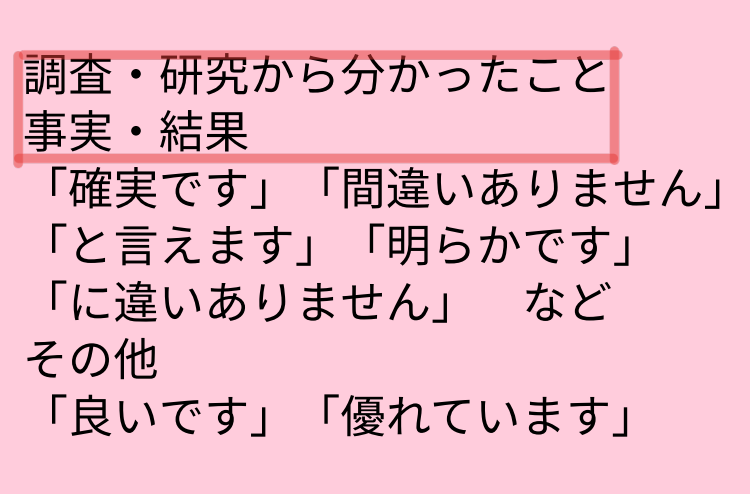 調査・研究から分かったこと
事実・結果
「確実です」「間違いありません」
「と言えます」「明らかです」
「に違いありません」　など
その他
「良いです」「優れています」